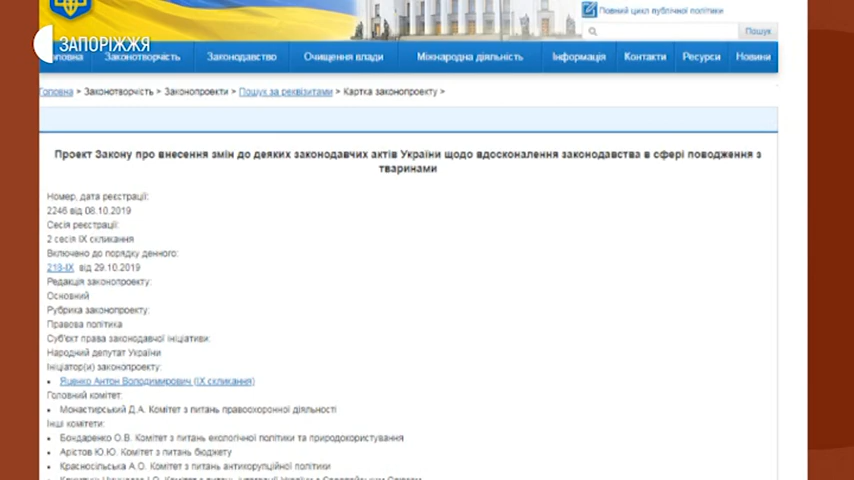 Повний цикл публічної політики
Пошук
ЗАПОРІЖЖЯ
Головна Законотворчість Законодавство Очищення влади Міжнародна діяльність Інформація Контакти Ресурси Новини
Головна > Законотворчість > Законопроекти > Пошук за реквізитами > Картка законопроекту >
Проект Закону про внесення змін до деяких законодавчих актів України щодо вдосконалення законодавства в сфері поводження з
тваринами
Номер, дата реєстрації:
2246 від 08.10.2019
Сесія реєстрації:
2 сесія IX скликання
Включено до порядку денного:
218-IX від 29.10.2019
Редакція законопроекту:
Основний
Рубрика законопроекту:
Правова політика
Суб'єкт права законодавчої ініціативи:
Народний депутат України
Ініціатор(и) законопроекту:
• Яценко Антон Володимирович (IX скликання)
Головний комітет:
• Монастирський Д.А. Комітет з питань правоохоронної діяльності
Інші комітети:
• Бондаренко О.В. Комітет з питань екологічної політики та природокористування
• Арістов Ю.Ю. Комітет з питань бюджету
• Красносільська А.О. Комітет з питань антикорупційної політики